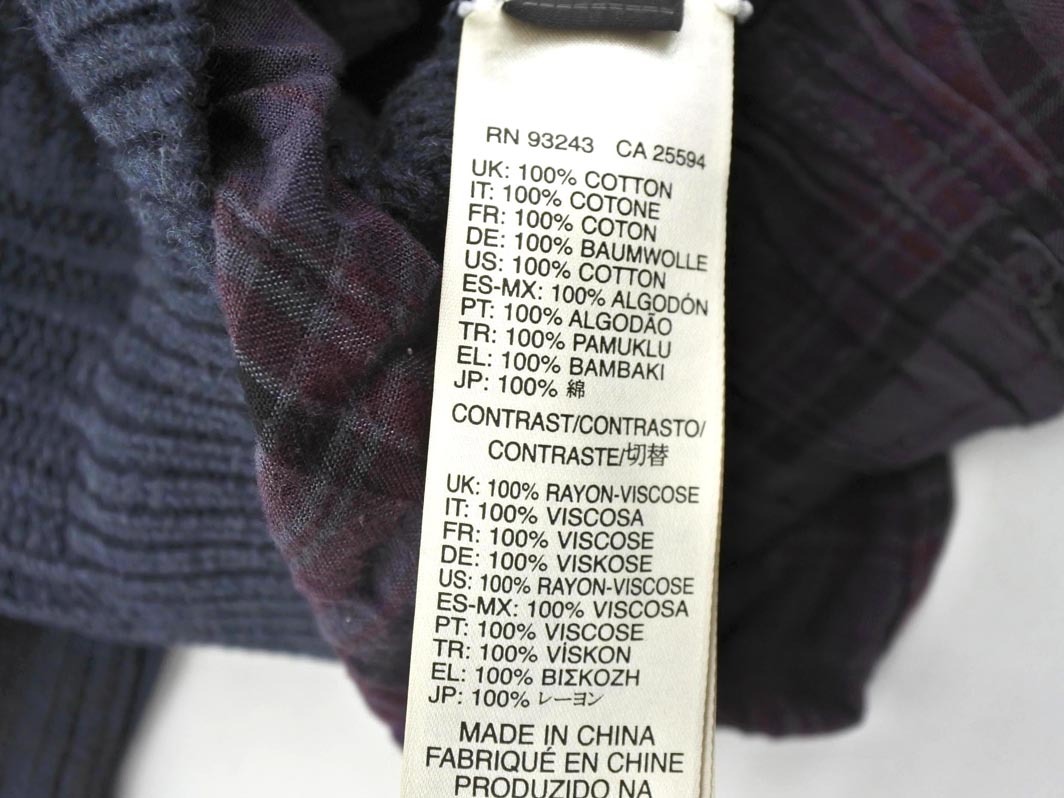 RN 93243 CA 25594
UK: 100% COTTON
IT: 100% COTONE
FR: 100% COTON
DE: 100% BAUMWOLLE
US: 100% COTTON
ES-MX: 100% ALGODÓN
PT: 100% ALGODÃO
TR: 100% PAMUKLU
EL: 100% BAMBAKI
JP: 100% 綿
CONTRAST/CONTRASTO/
CONTRASTE/切替
UK: 100% RAYON-VISCOSE
IT: 100% VISCOSA
FR: 100% VISCOSE
DE: 100% VISKOSE
US: 100% RAYON-VISCOSE
ES-MX: 100% VISCOSA
PT: 100% VISCOSE
TR: 100% VİSKON
EL: 100% ΒΙΣΚΟΖΗ
JP: 100% レーヨン
MADE IN CHINA
FABRIQUÉ EN CHINE
PRODUZIDO NA